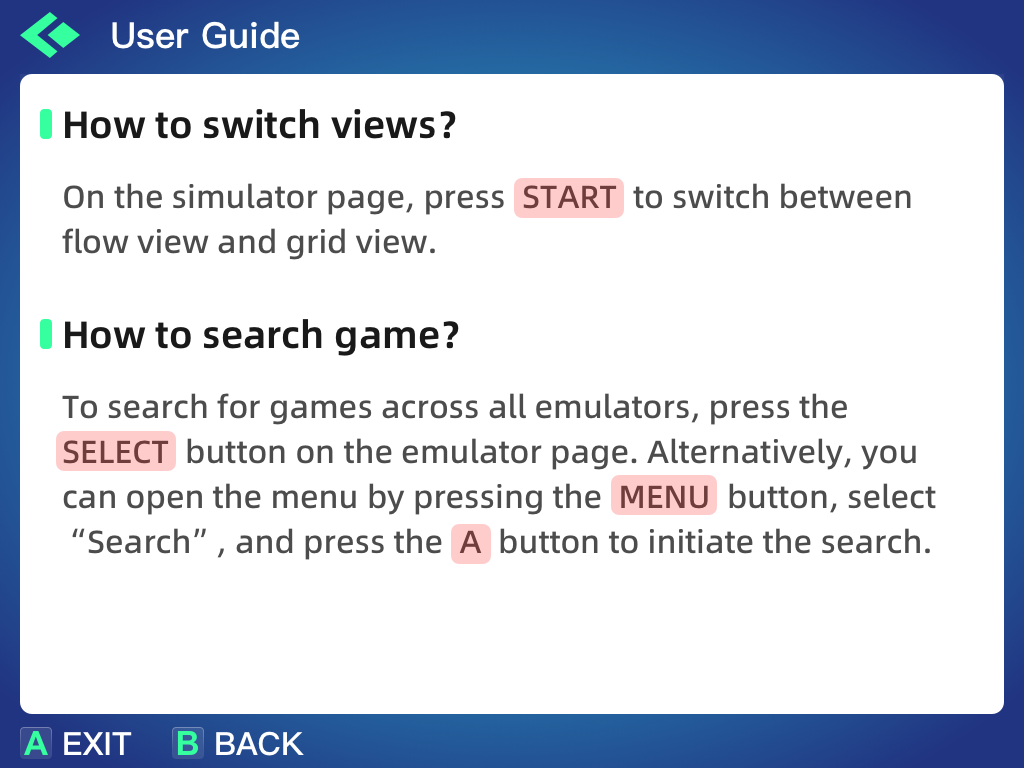 User Guide
How to switch views?
On the simulator page, press START to switch between
flow view and grid view.
How to search game?
To search for games across all emulators, press the
SELECT button on the emulator page. Alternatively, you
can open the menu by pressing the MENU button, select
“Search” , and press the A button to initiate the search.
A EXIT B BACK